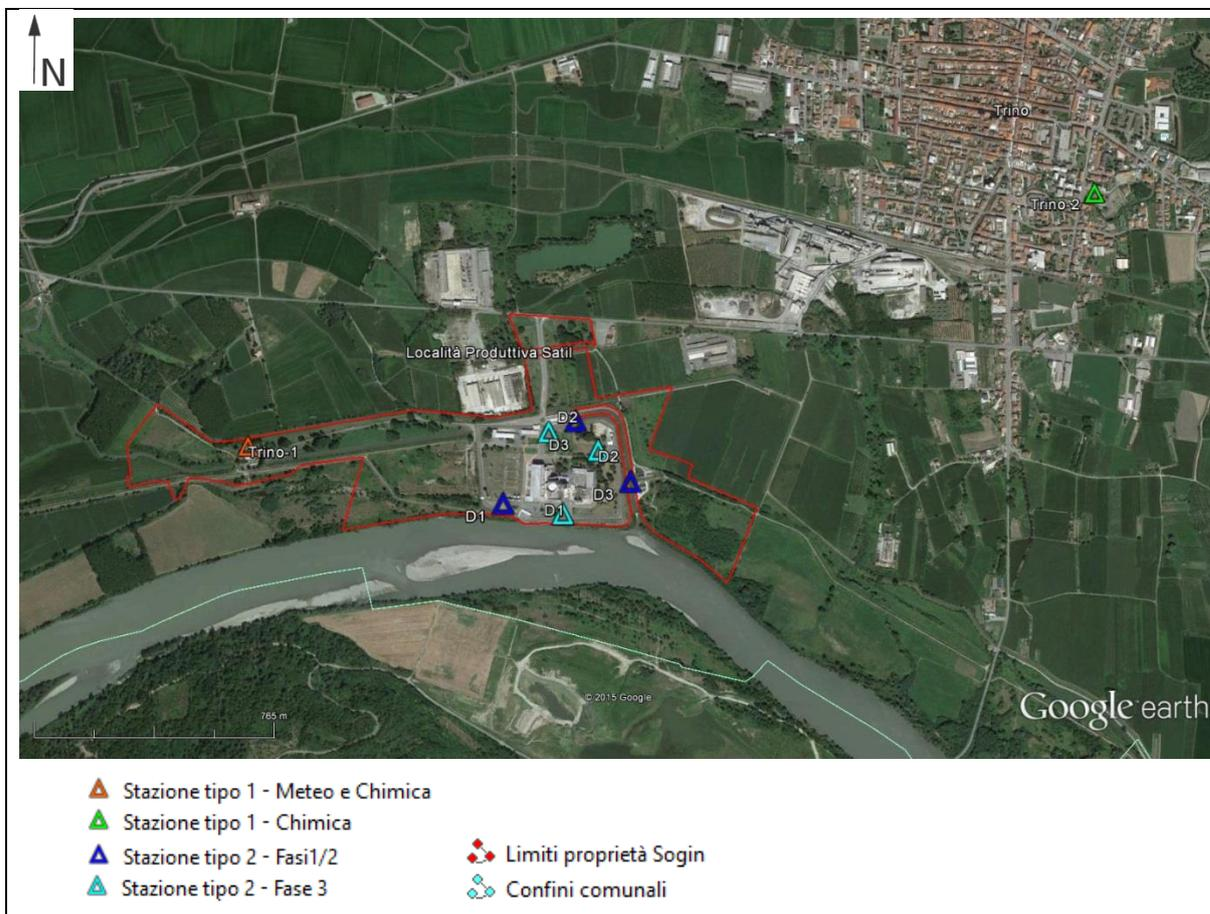 N
Trino
Trino-2
Località Produttiva Satil
D2
D3
Trino-1
D2
D3
D1
D1
© 2015 Google
765 m
Google earth
Stazione tipo 1 - Meteo e Chimica
Stazione tipo 1 - Chimica
Stazione tipo 2 - Fasi1/2
Stazione tipo 2 - Fase 3
Limiti proprietà Sogin
Confini comunali